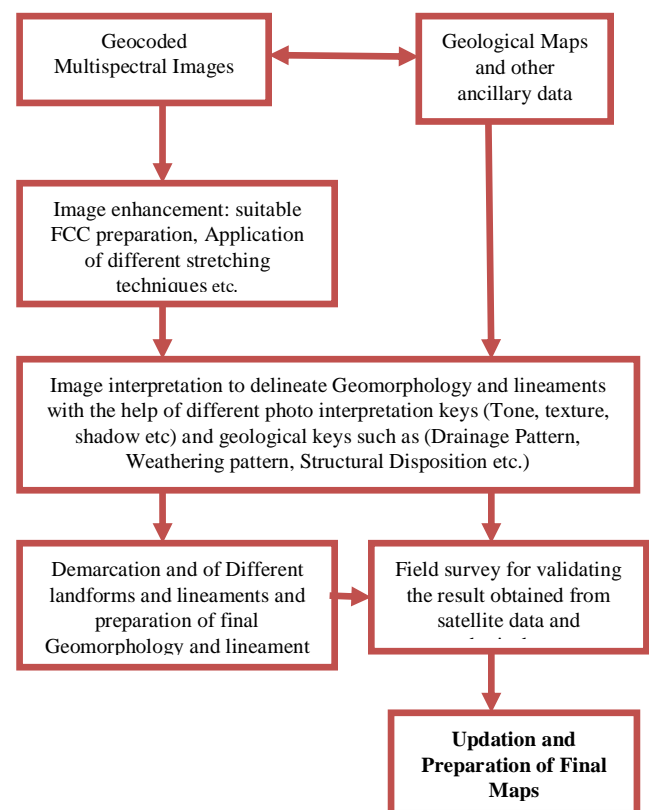 Geocoded
Multispectral Images
Geological Maps
and other
ancillary data
Image enhancement: suitable
FCC preparation, Application
of different stretching
techniques etc.
Image interpretation to delineate Geomorphology and lineaments
with the help of different photo interpretation keys (Tone, texture,
shadow etc) and geological keys such as (Drainage Pattern,
Weathering pattern, Structural Disposition etc.)
Demarcation and of Different
landforms and lineaments and
preparation of final
Geomorphology and lineament
Field survey for validating
the result obtained from
satellite data and
Updation and
Preparation of Final
Maps